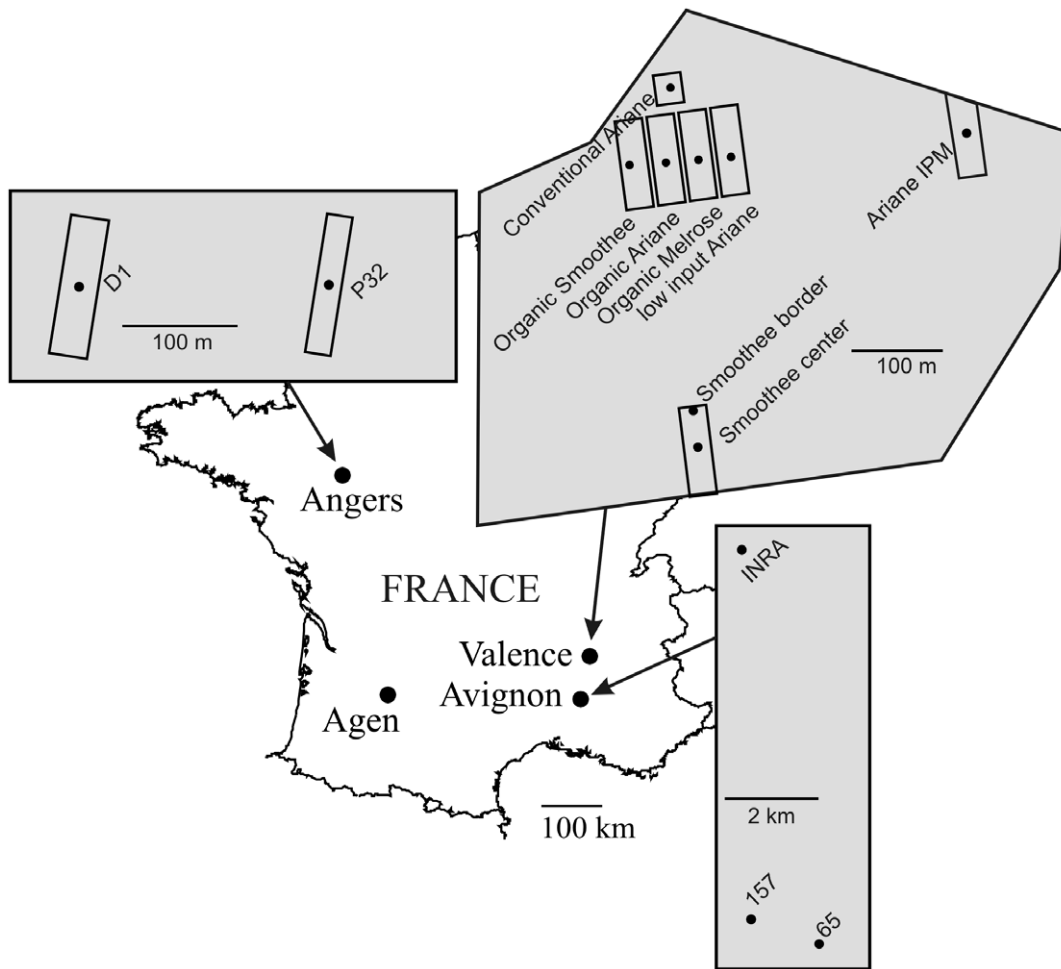 Conventional Ariane
Organic Smoothee
Organic Ariane
Organic Melrose
low input Ariane
Ariane IPM
Smoothee border
Smoothee center
100 m
D1
P32
100 m
Angers
FRANCE
Valence
Avignon
Agen
100 km
INRA
2 km
157
65